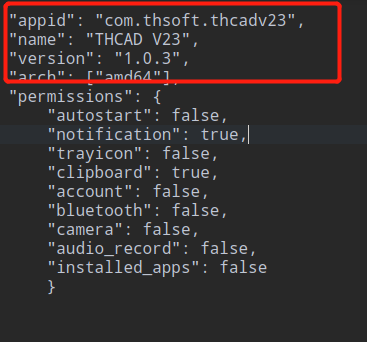 "appid": "com.thsoft.thcadv23",
"name": "THCAD V23",
"version": "1.0.3",
"arch": ["amd64"],
"permissions": {
"autostart": false,
"notification": true,
"trayicon": false,
"clipboard": true,
"account": false,
"bluetooth": false,
"camera": false,
"audio_record": false,
"installed_apps": false
}